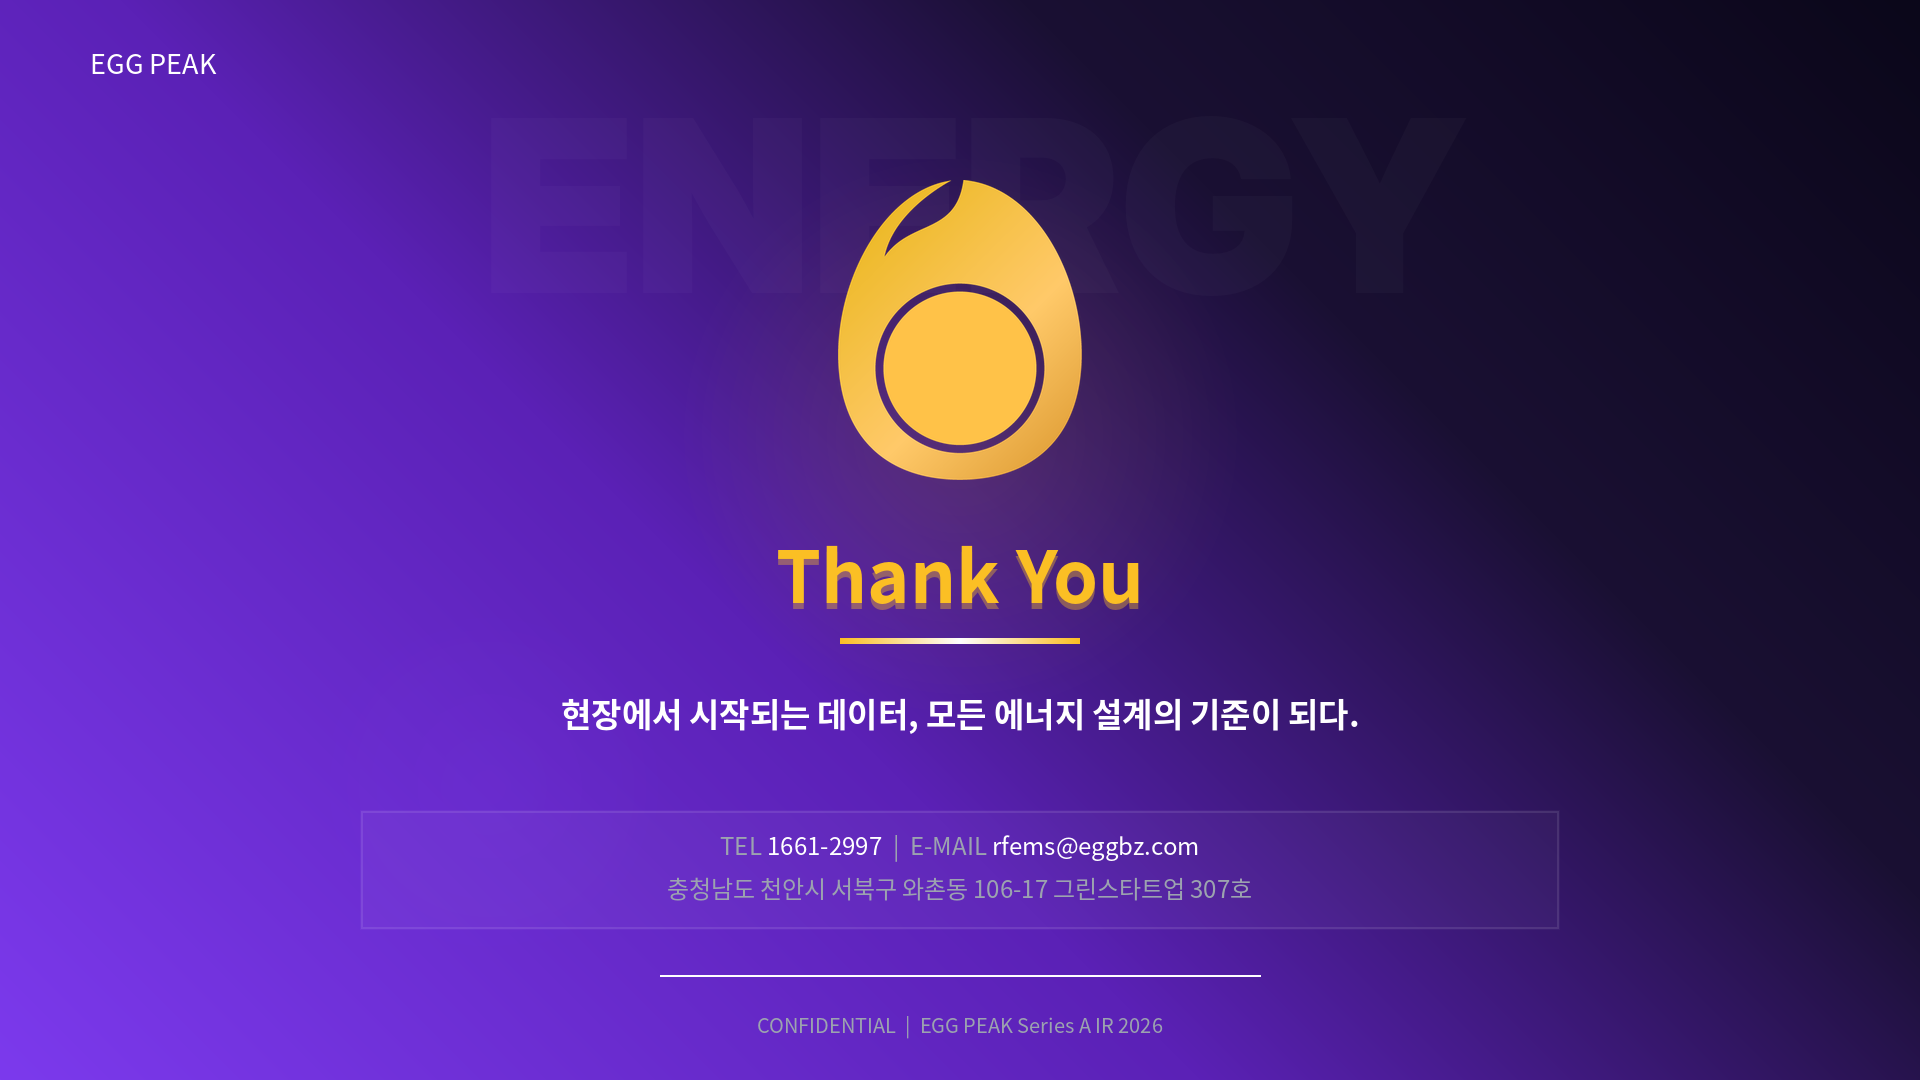 EGG PEAK
ENERGY
Thank You
현장에서 시작되는 데이터, 모든 에너지 설계의 기준이 되다.
TEL 1661-2997 | E-MAIL rfems@eggbz.com
충청남도 천안시 서북구 와촌동 106-17 그린스타트업 307호
CONFIDENTIAL | EGG PEAK Series A IR 2026